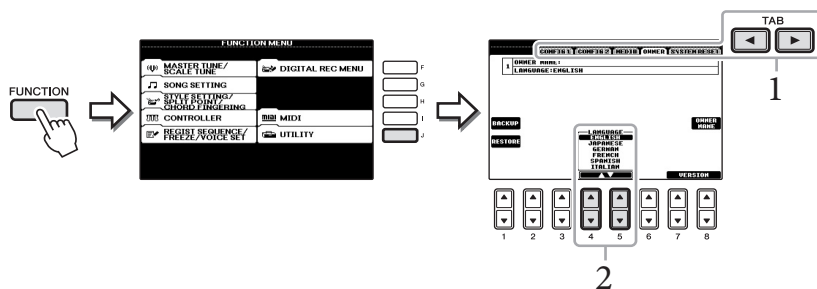 FUNCTION
FUNCTION MENU
MASTER TUNE/
SCALE TUNE
SONG SETTING
STYLE SETTING/
SPLIT POINT/
CHORD FINGERING
CONTROLLER
REGIST SEQUENCE/
FREEZE/VOICE SET
DIGITAL REC MENU
MIDI
MIDI
UTILITY
F
G
H
I
J
TAB
1
CONFIG 1 CONFIG 2 MEDIA OWNER SYSTEM RESET
1 OWNER NAME:
LANGUAGE:ENGLISH
BACKUP
RESTORE
OWNER
NAME
LANGUAGE
ENGLISH
JAPANESE
GERMAN
FRENCH
SPANISH
ITALIAN
VERSION
1 2 3 4 5 6 7 8
2